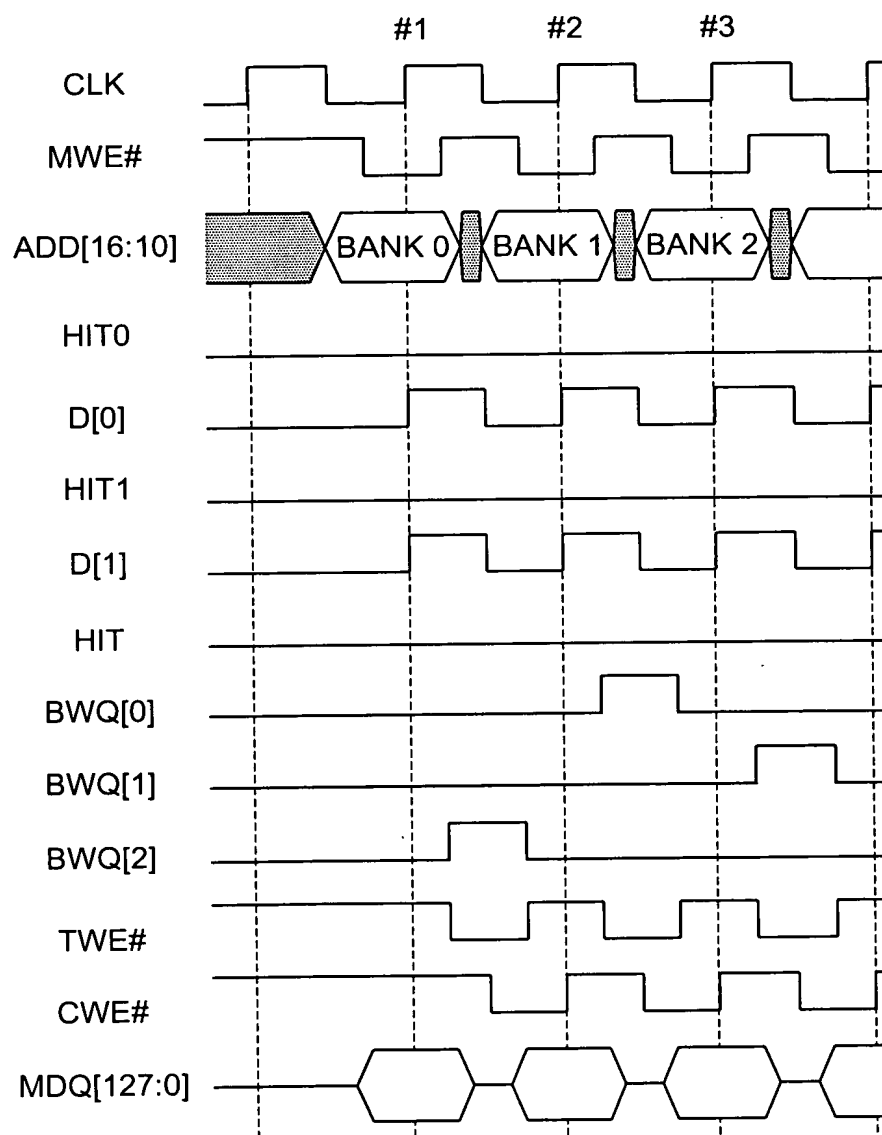 #1 #2 #3
CLK
MWE#
ADD[16:10] BANK 0 BANK 1 BANK 2
HIT0
D[0]
HIT1
D[1]
HIT
BWQ[0]
BWQ[1]
BWQ[2]
TWE#
CWE#
MDQ[127:0]